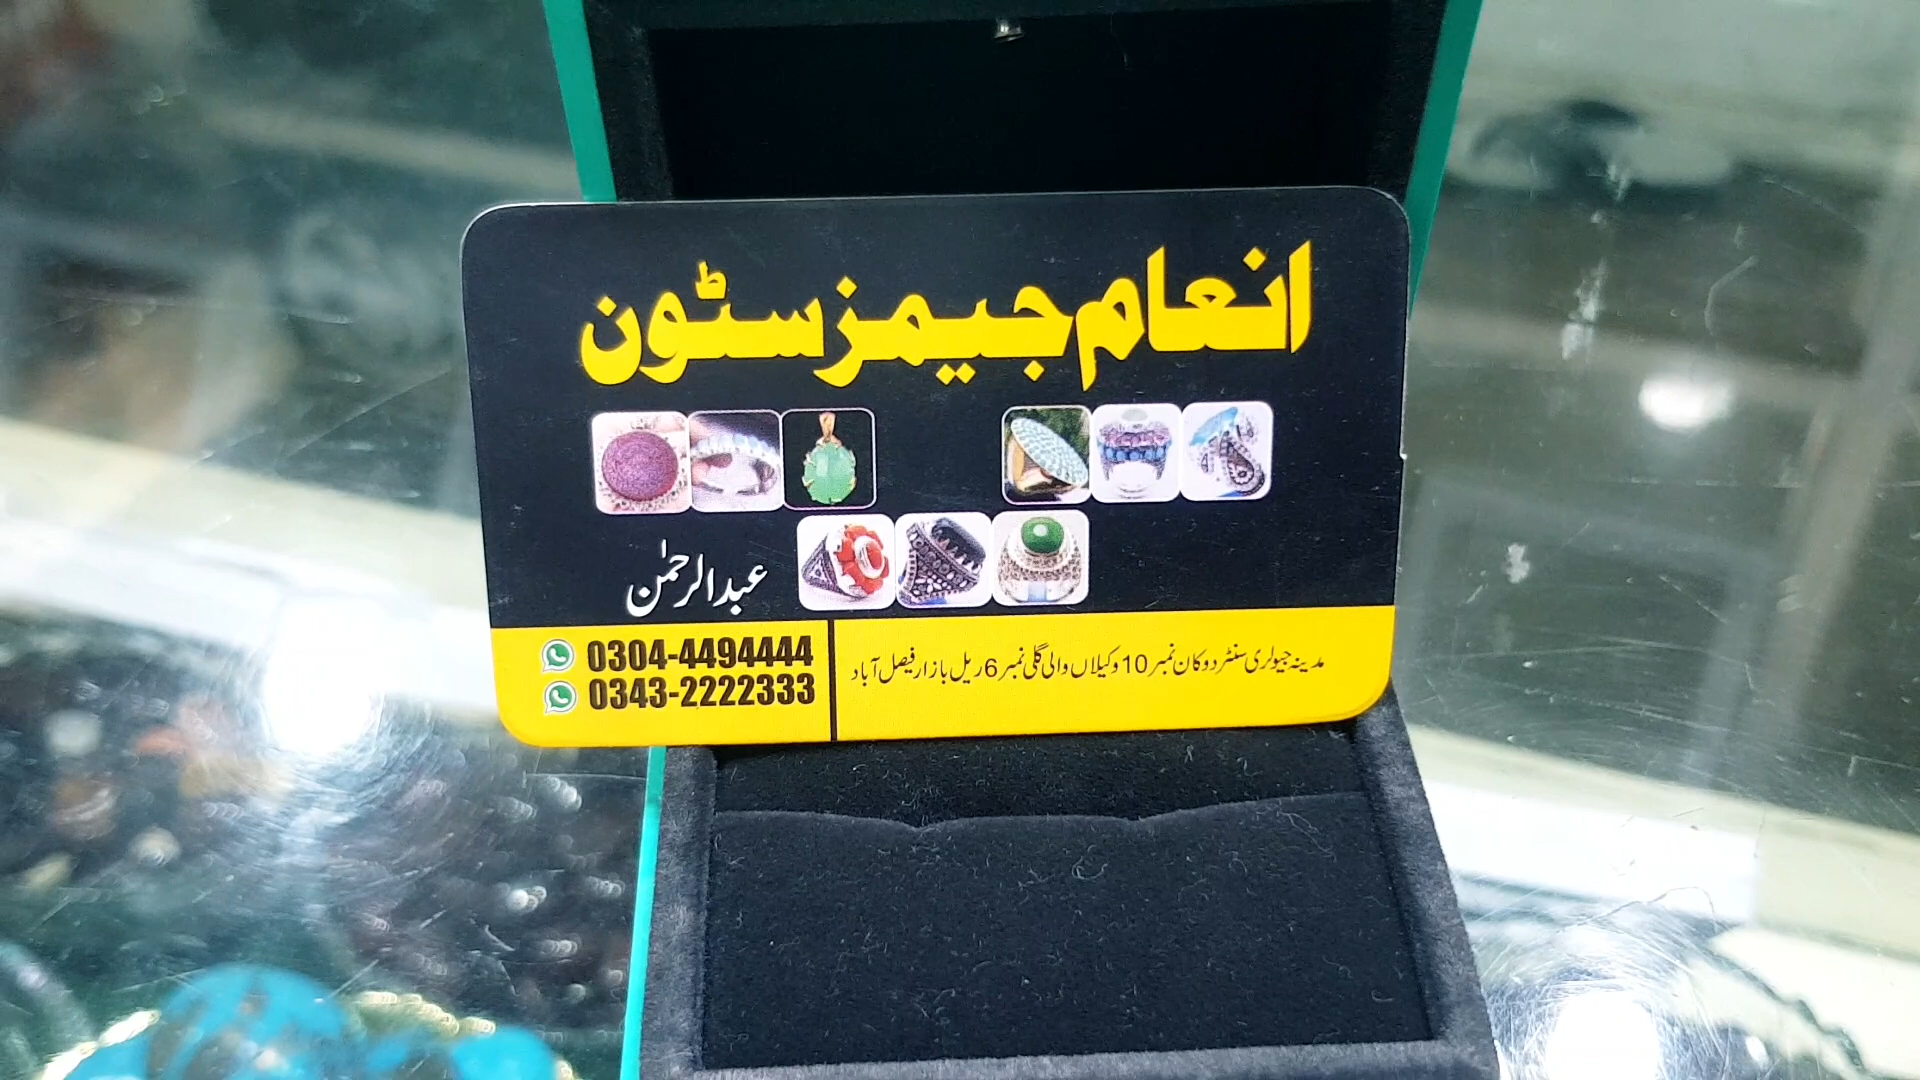 انعام جیمز سٹون
عبدالرحمٰن
0304-4494444
0343-2222333
مدینہ جیولری سنٹر دوکان نمبر 10 وکیلاں والی گلی نمبر 6 ریل بازار فیصل آباد